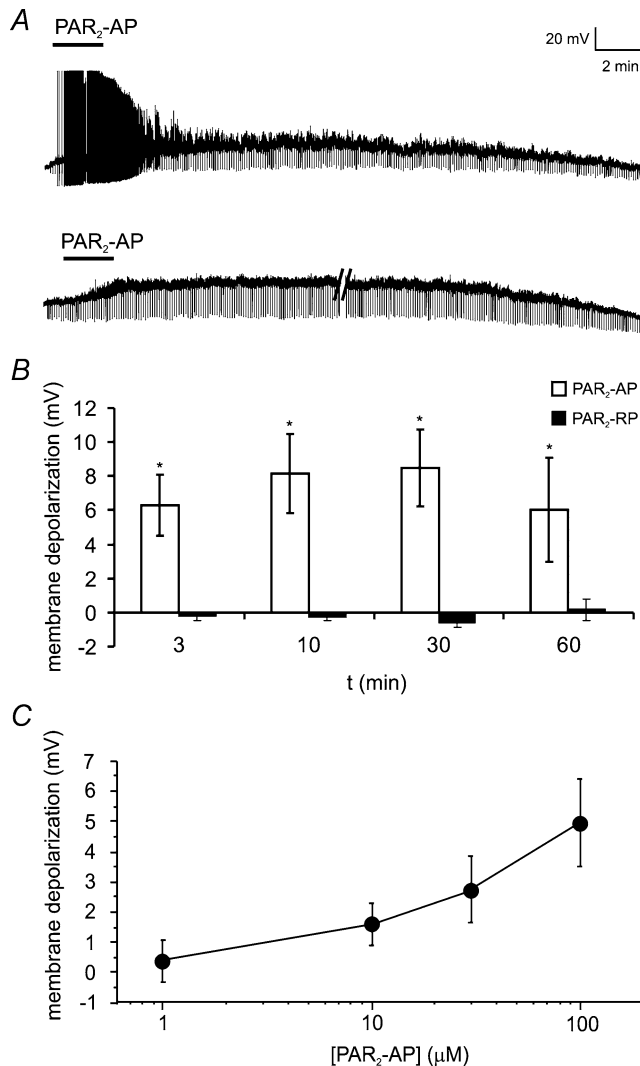 A
PAR₂-AP
20 mV
2 min
PAR₂-AP
B
membrane depolarization (mV)
12
10
8
6
4
2
0
-2
PAR₂-AP
PAR₂-RP
*
*
*
*
3
10
30
60
t (min)
C
membrane depolarization (mV)
7
6
5
4
3
2
1
0
-1
1
10
100
[PAR₂-AP] (μM)